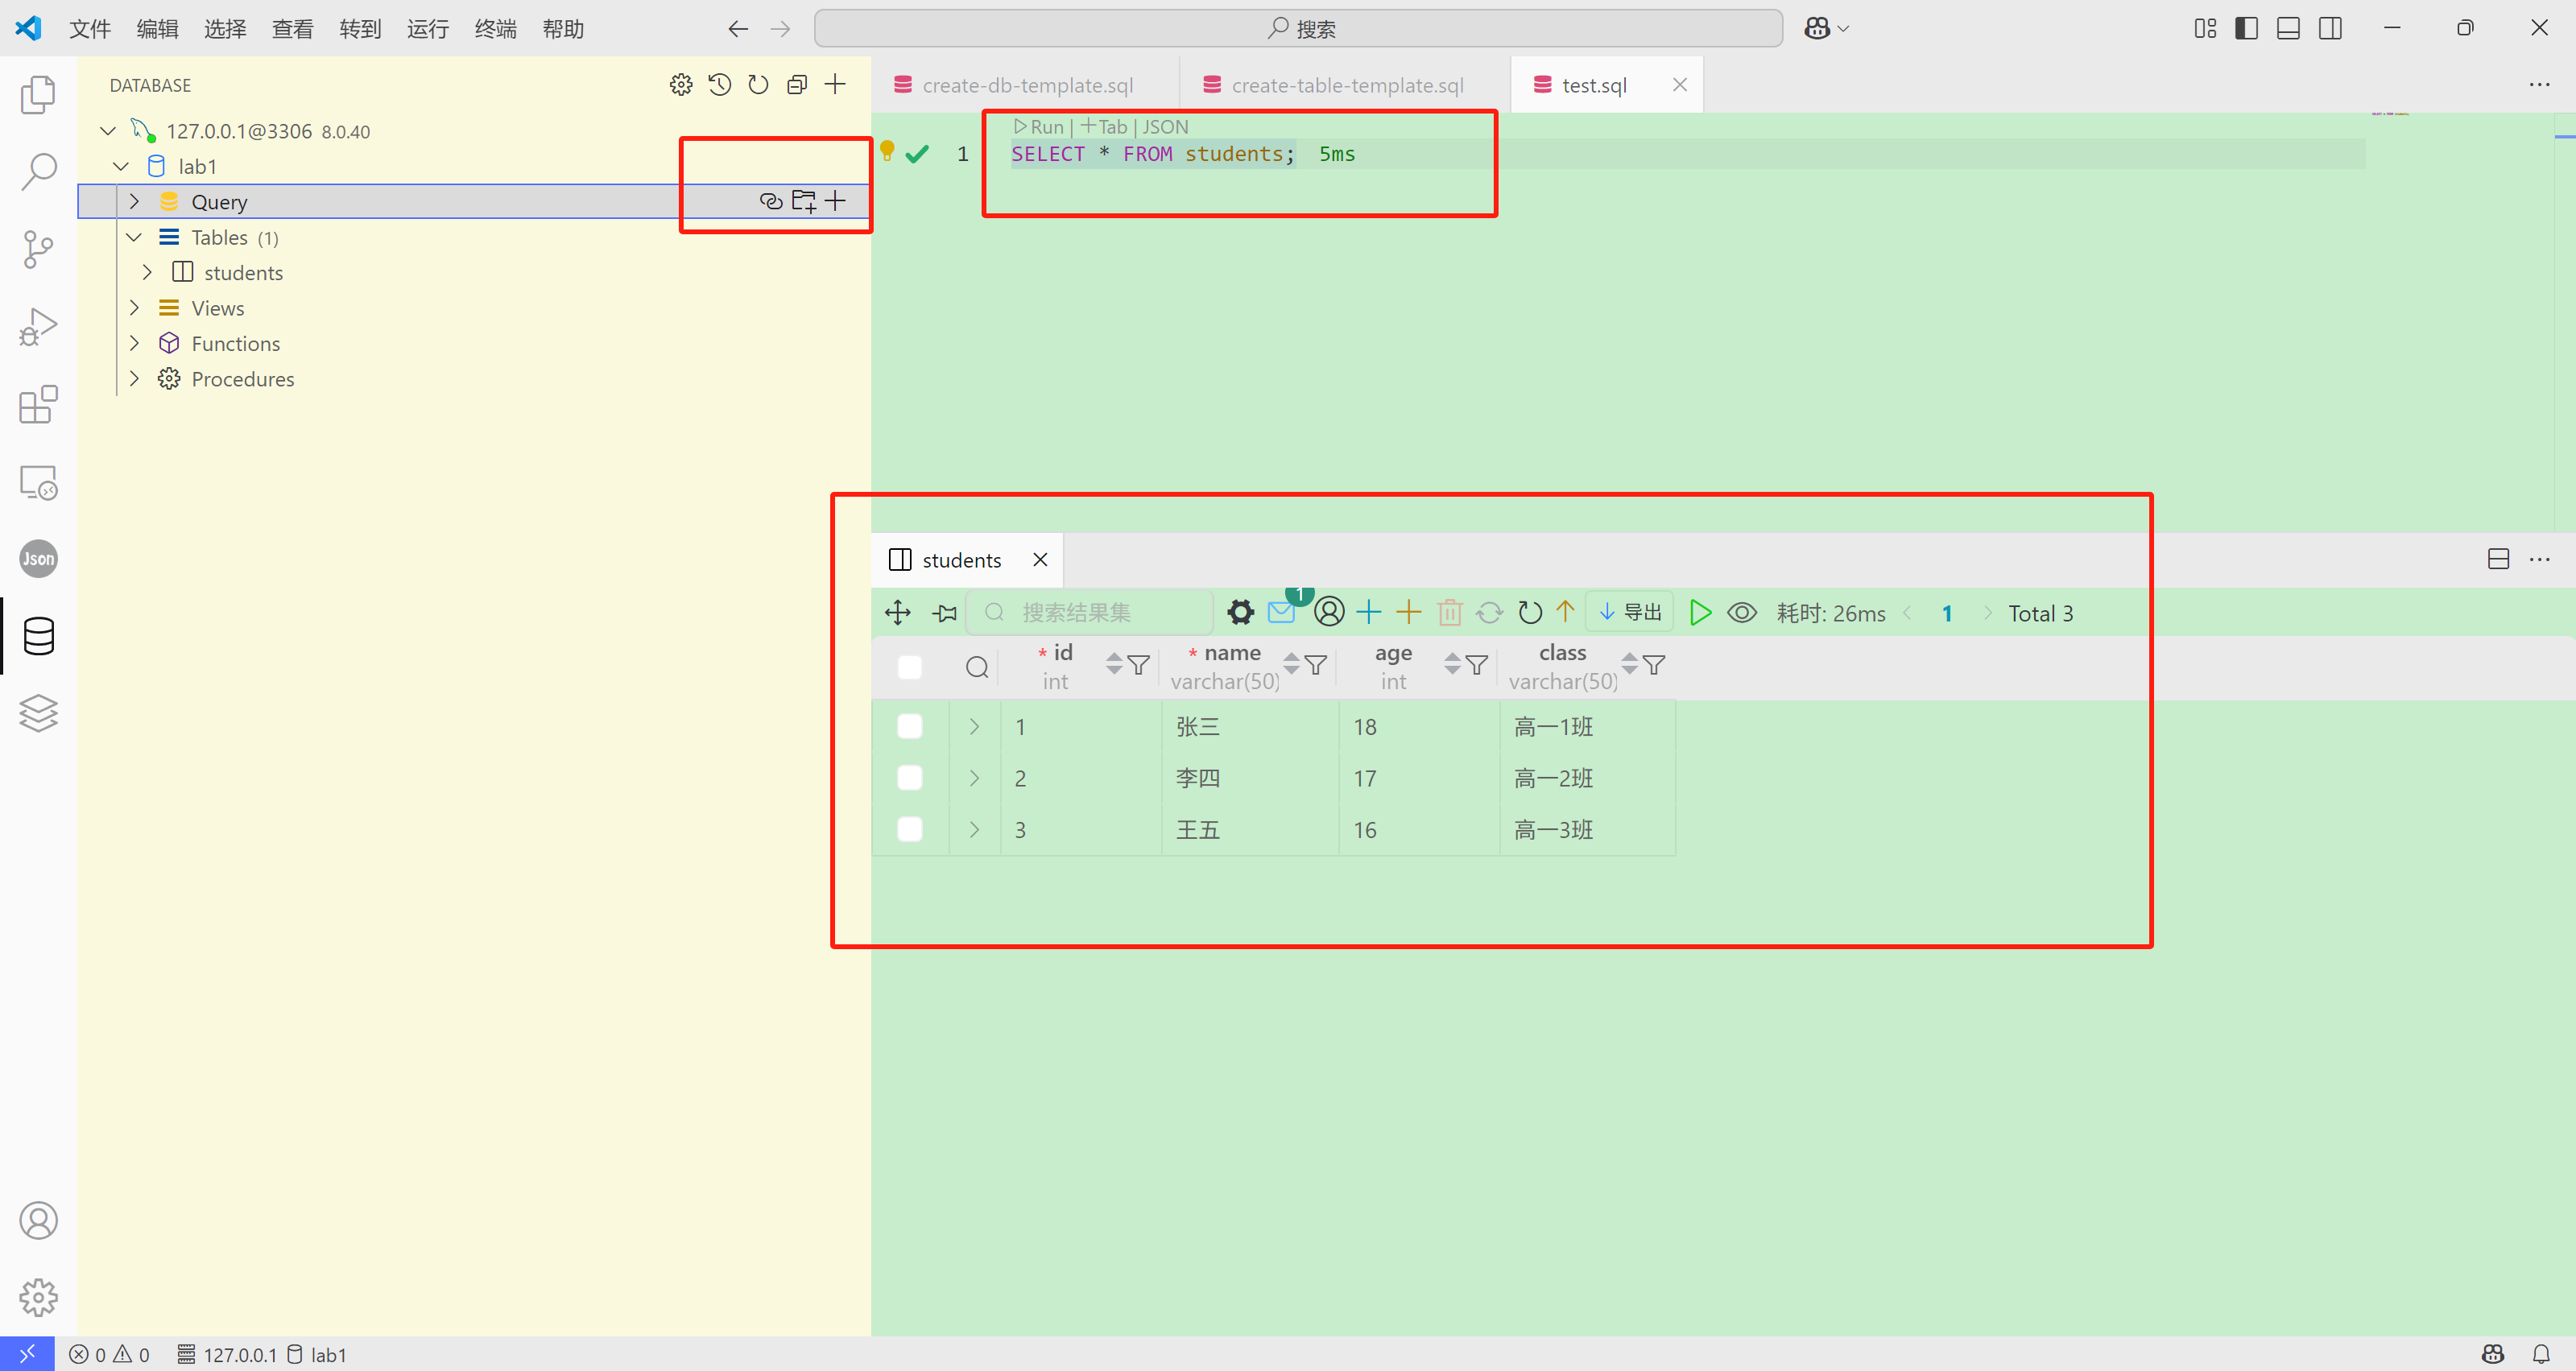 文件 编辑 选择 查看 转到 运行 终端 帮助 搜索
DATABASE
127.0.0.1@3306 8.0.40
lab1
Query
Tables (1)
students
Views
Functions
Procedures
create-db-template.sql create-table-template.sql test.sql
Run | Tab | JSON
1 SELECT * FROM students; 5ms
students
搜索结果集 1 导出 耗时: 26ms 1 Total 3
* id * name age class
int varchar(50) int varchar(50)
1 张三 18 高一1班
2 李四 17 高一2班
3 王五 16 高一3班
Json
0 0 127.0.0.1 lab1